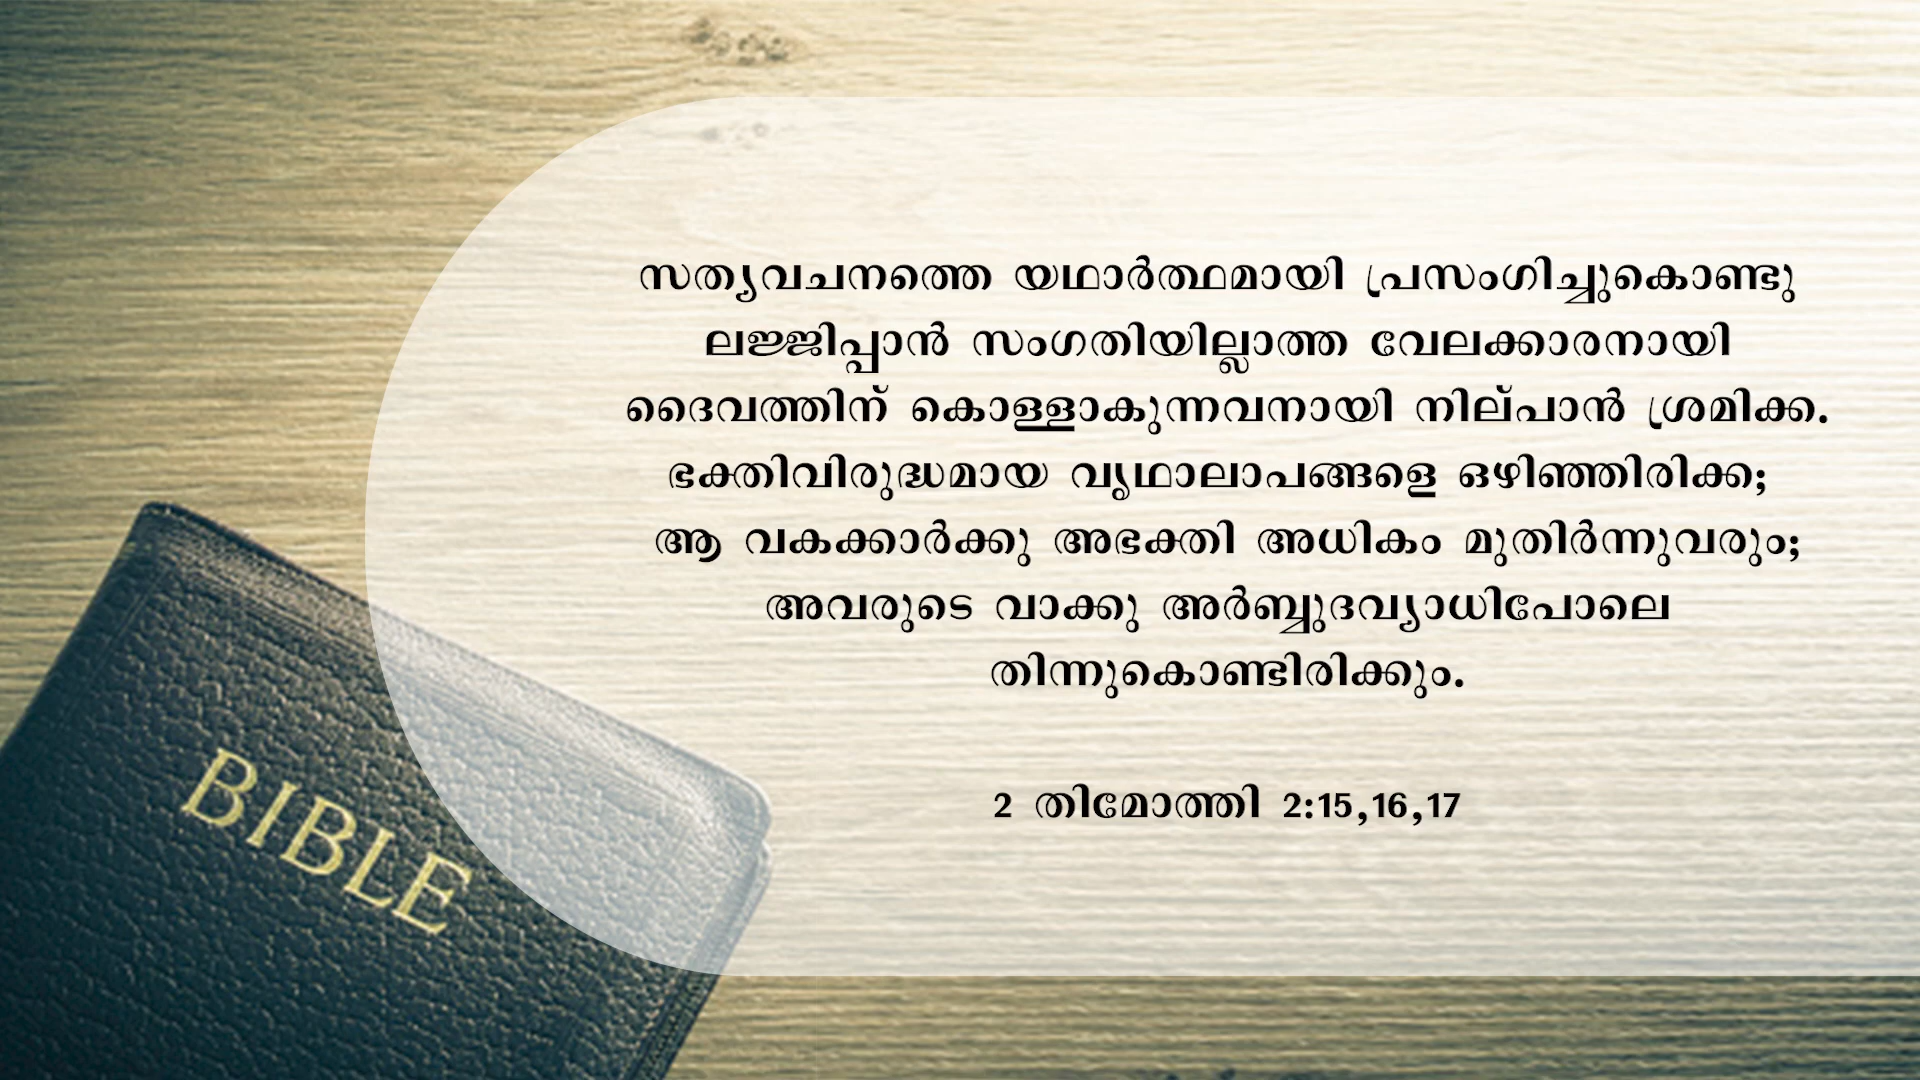 സത്യവചനത്തെ യഥാർത്ഥമായി പ്രസംഗിച്ചുകൊണ്ടു
ലജ്ജിപ്പാൻ സംഗതിയില്ലാത്ത വേലക്കാരനായി
ദൈവത്തിന് കൊള്ളാകുന്നവനായി നില്പാൻ ശ്രമിക്ക.
ഭക്തിവിരുദ്ധമായ വൃഥാലാപങ്ങളെ ഒഴിഞ്ഞിരിക്ക;
ആ വകക്കാർക്കു അഭക്തി അധികം മുതിർന്നുവരും;
അവരുടെ വാക്കു അർബ്ബുദവ്യാധിപോലെ
തിന്നുകൊണ്ടിരിക്കും.
2 തിമോത്തി 2:15,16,17
BIBLE